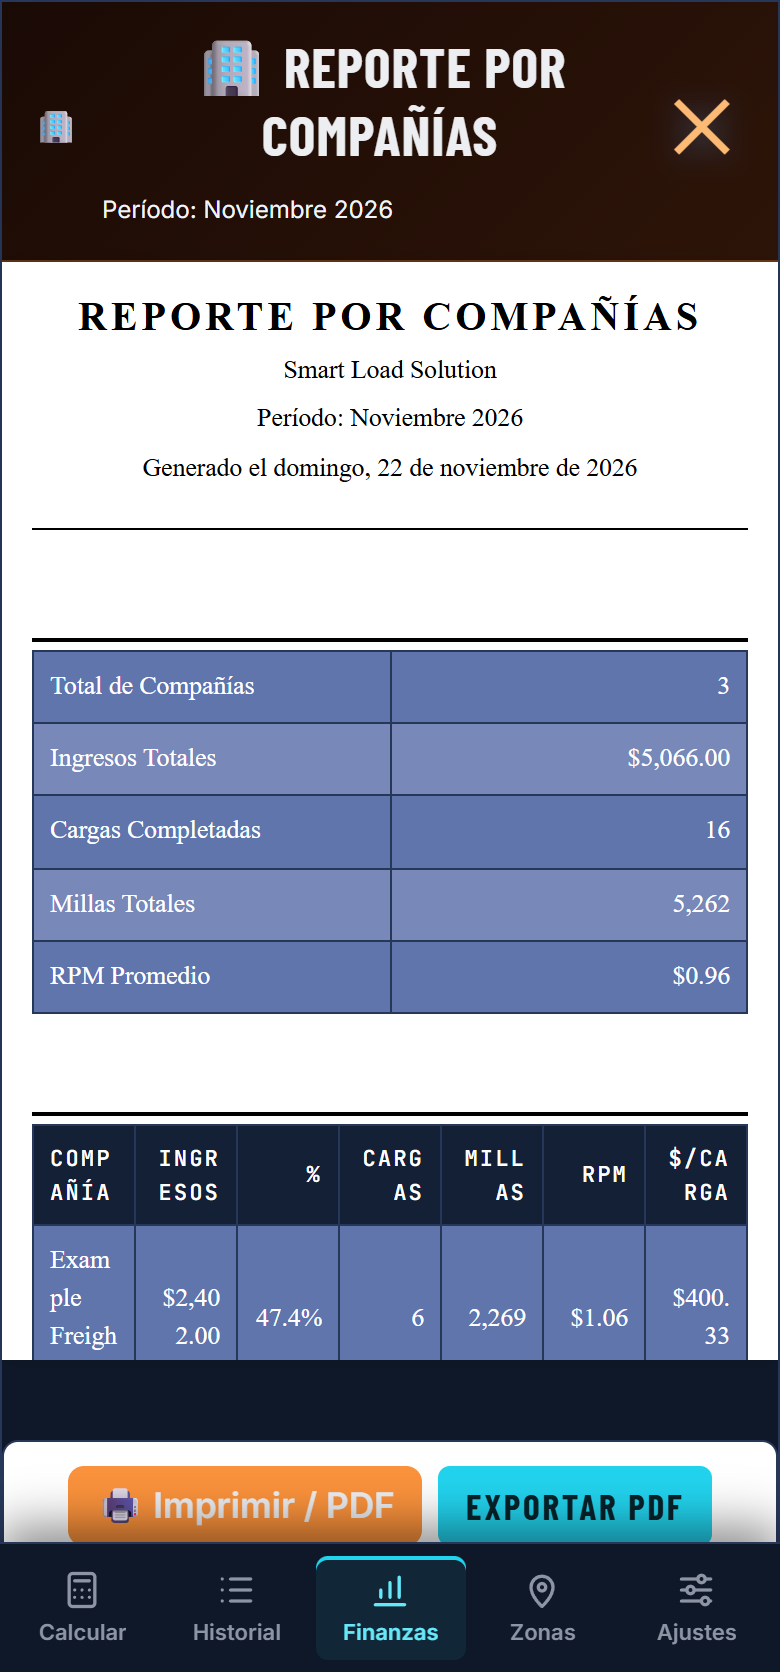 REPORTE POR
COMPAÑÍAS
Período: Noviembre 2026
REPORTE POR COMPAÑÍAS
Smart Load Solution
Período: Noviembre 2026
Generado el domingo, 22 de noviembre de 2026
Total de Compañías 3
Ingresos Totales $5,066.00
Cargas Completadas 16
Millas Totales 5,262
RPM Promedio $0.96
COMP
AÑÍA
INGR
ESOS
%
CARG
AS
MILL
AS
RPM
$/CA
RGA
Exam
ple
Freigh
$2,40
2.00
47.4%
6
2,269
$1.06
$400.
33
Imprimir / PDF
EXPORTAR PDF
Calcular
Historial
Finanzas
Zonas
Ajustes